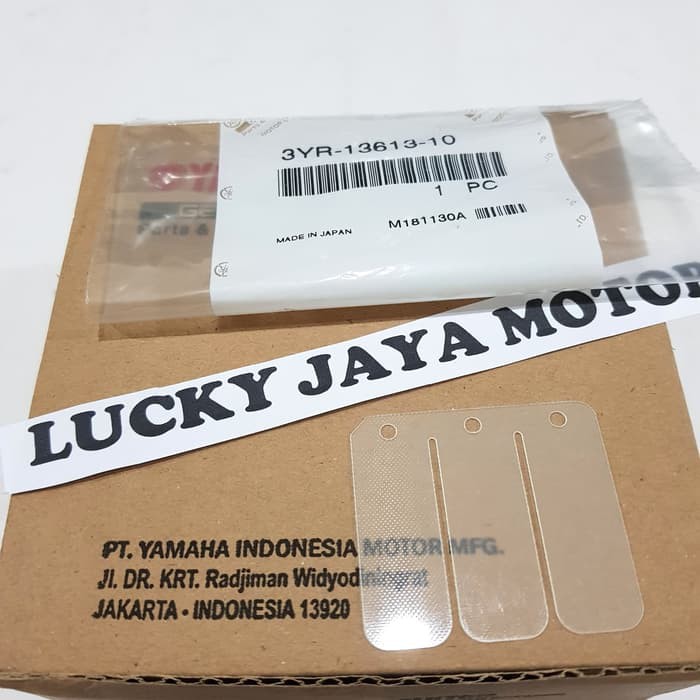 3YR-13613-10
1 PC
MADE IN JAPAN
M181130A
Parts &
LUCKY JAYA MOTOR
PT. YAMAHA INDONESIA MOTOR MFG.
Jl. DR. KRT. Radjiman Widyodiningrat
JAKARTA - INDONESIA 13920